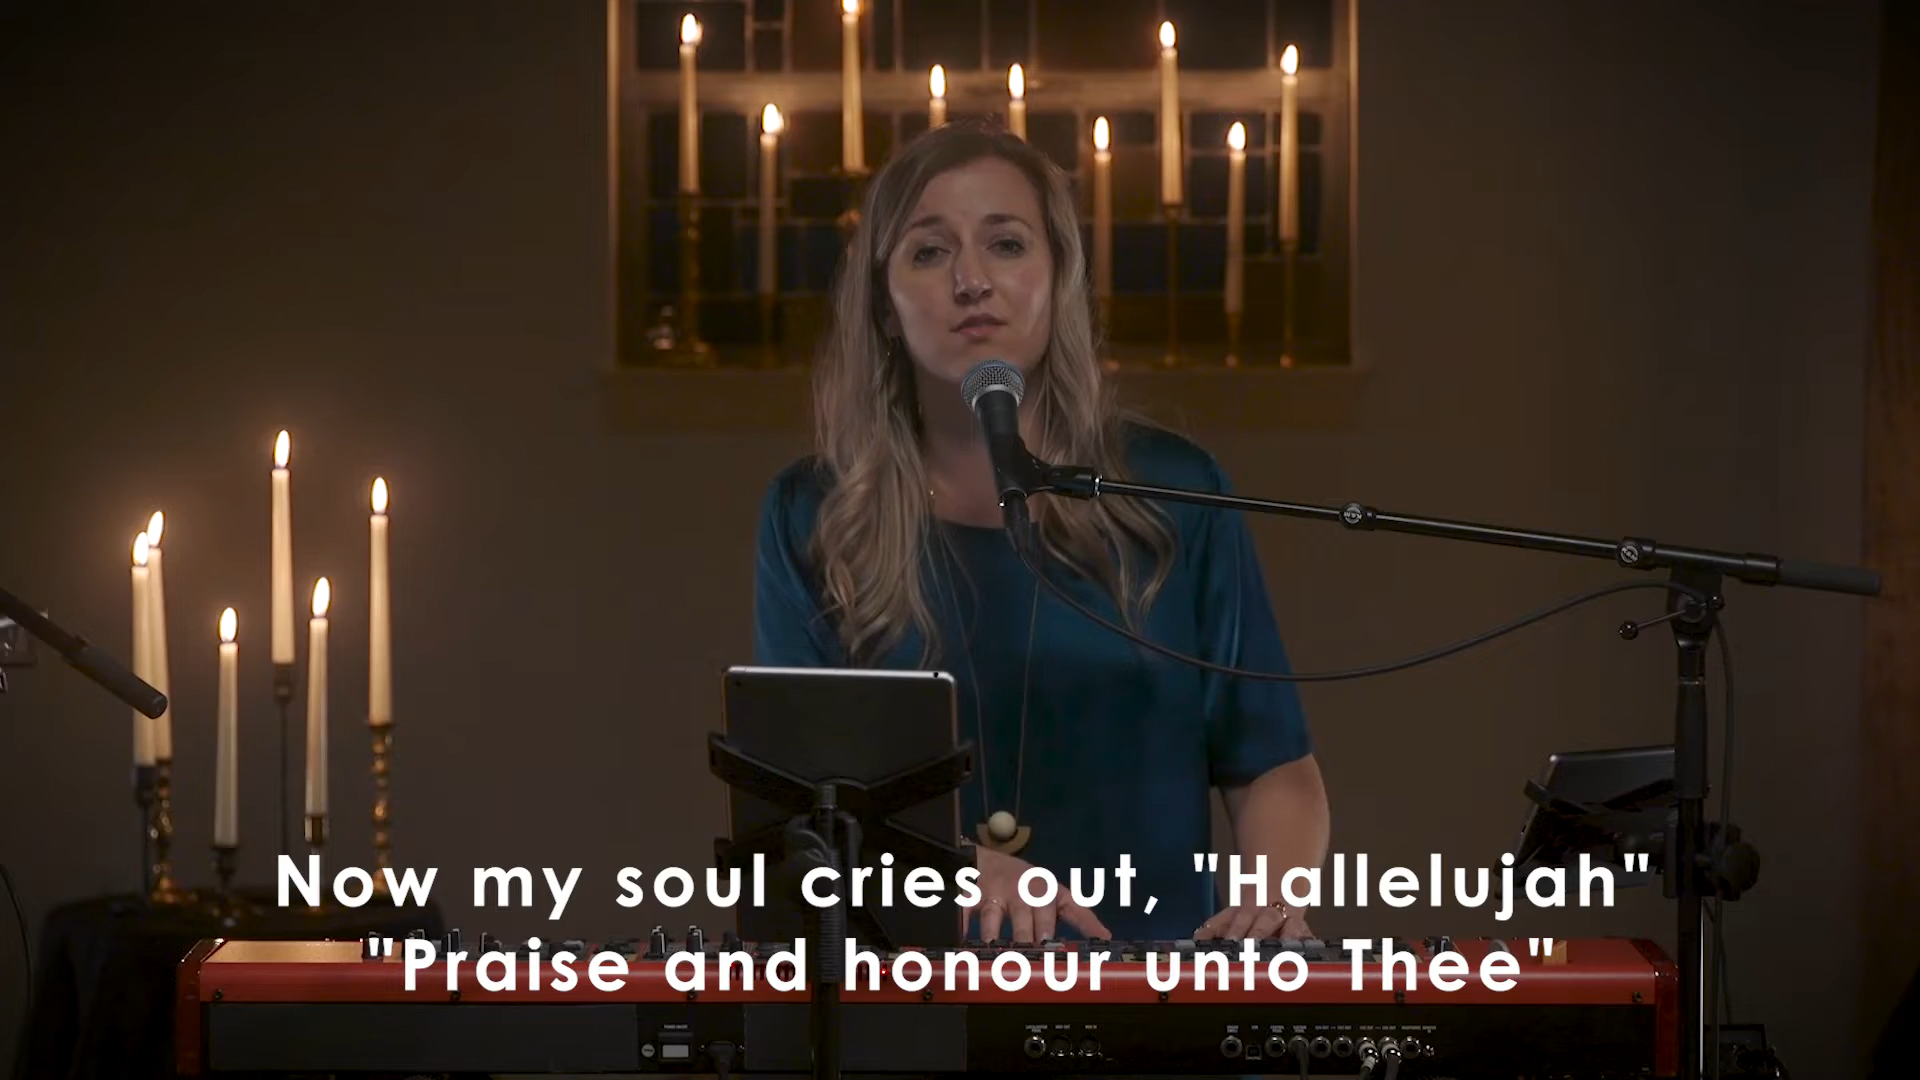 Now my soul cries out, "Hallelujah"
"Praise and honour unto Thee"